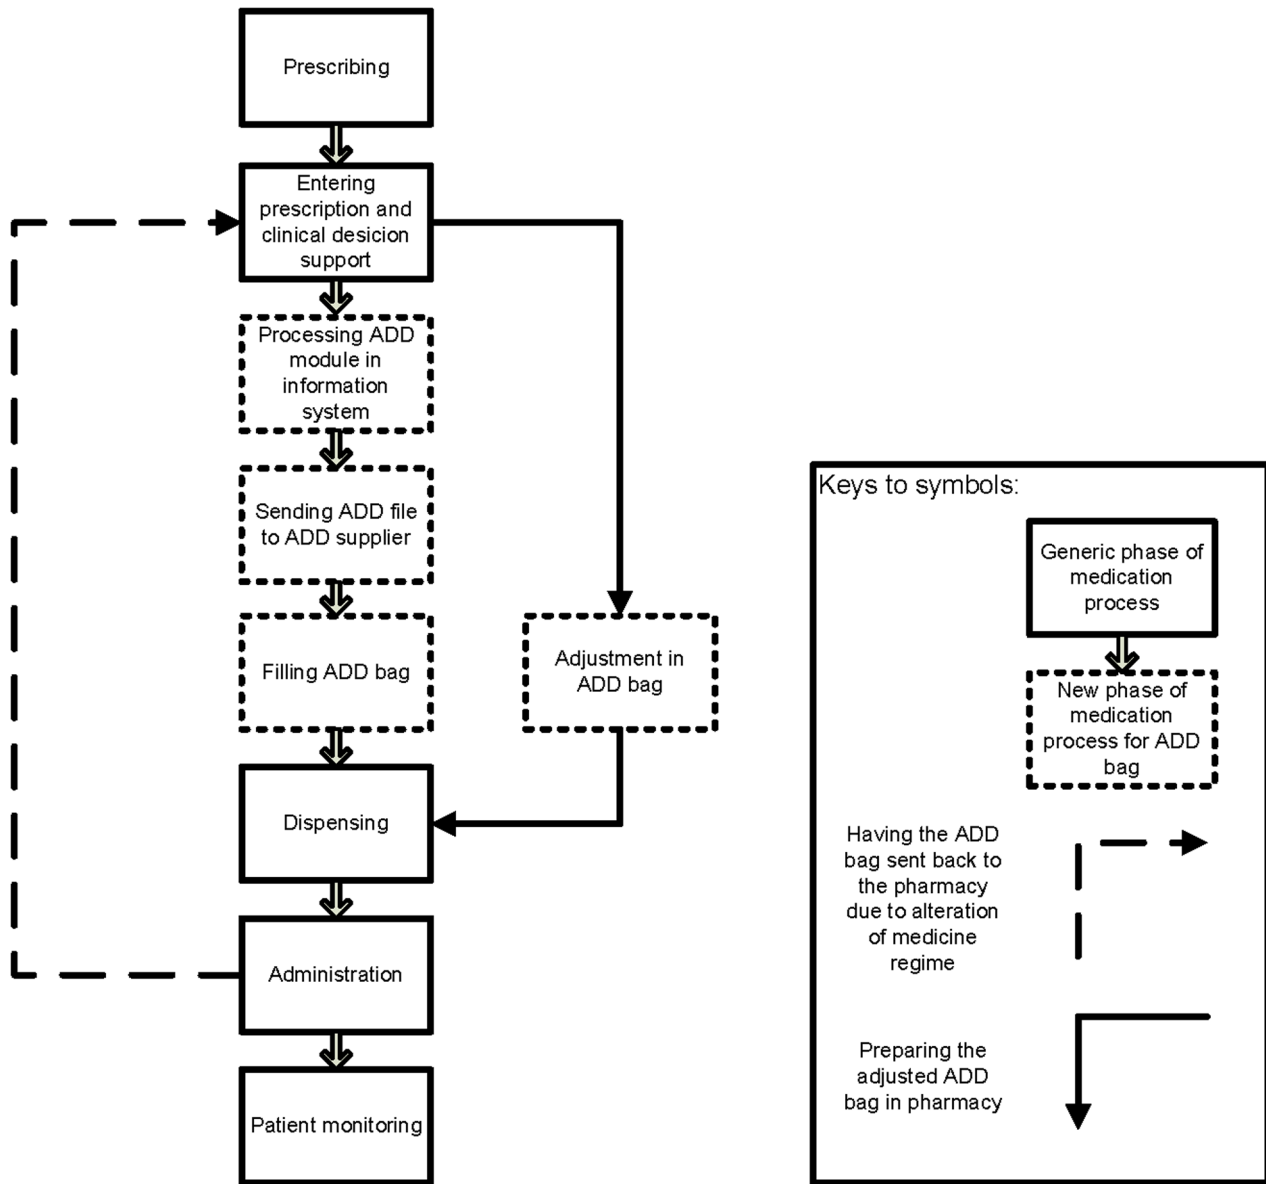 Prescribing
Entering
prescription and
clinical desicion
support
Processing ADD
module in
information
system
Sending ADD file
to ADD supplier
Filling ADD bag
Adjustment in
ADD bag
Dispensing
Administration
Patient monitoring
Keys to symbols:
Generic phase of
medication
process
New phase of
medication
process for ADD
bag
Having the ADD
bag sent back to
the pharmacy
due to alteration
of medicine
regime
Preparing the
adjusted ADD
bag in pharmacy